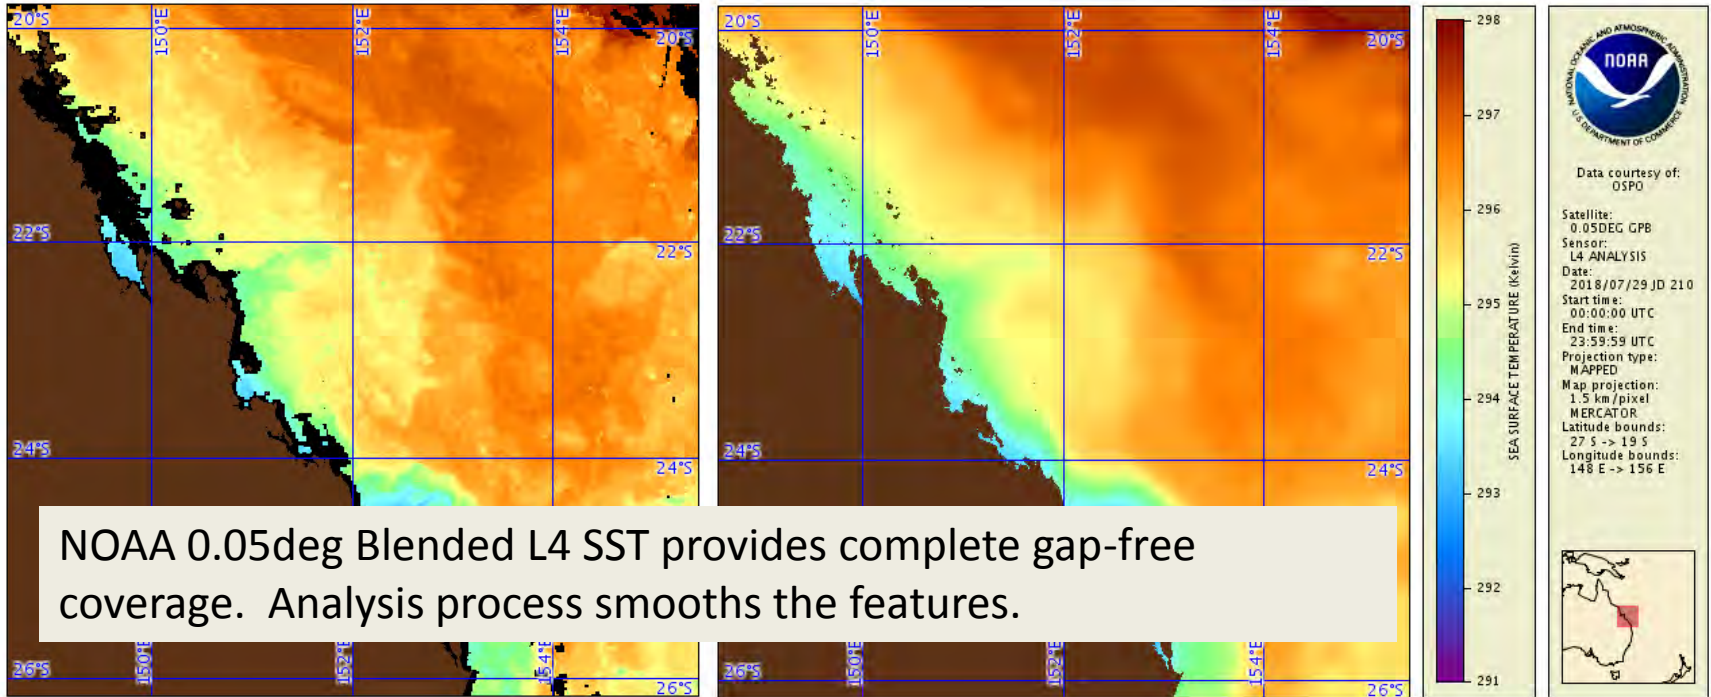 20°S
150°E
152°E
154°E
20°S
22°S
22°S
24°S
24°S
26°S
150°E
152°E
154°E
26°S
20°S
150°E
152°E
154°E
20°S
22°S
22°S
24°S
24°S
26°S
150°E
152°E
154°E
26°S
NOAA 0.05deg Blended L4 SST provides complete gap-free
coverage. Analysis process smooths the features.
298
297
296
295
294
293
292
291
SEA SURFACE TEMPERATURE (Kelvin)
NATIONAL OCEANIC AND ATMOSPHERIC ADMINISTRATION
NOAA
U.S. DEPARTMENT OF COMMERCE
Data courtesy of:
OSPO
Satellite:
0.05DEG GPB
Sensor:
L4 ANALYSIS
Date:
2018/07/29 JD 210
Start time:
00:00:00 UTC
End time:
23:59:59 UTC
Projection type:
MAPPED
Map projection:
1.5 km/pixel
MERCATOR
Latitude bounds:
27 S -> 19 S
Longitude bounds:
148 E -> 156 E